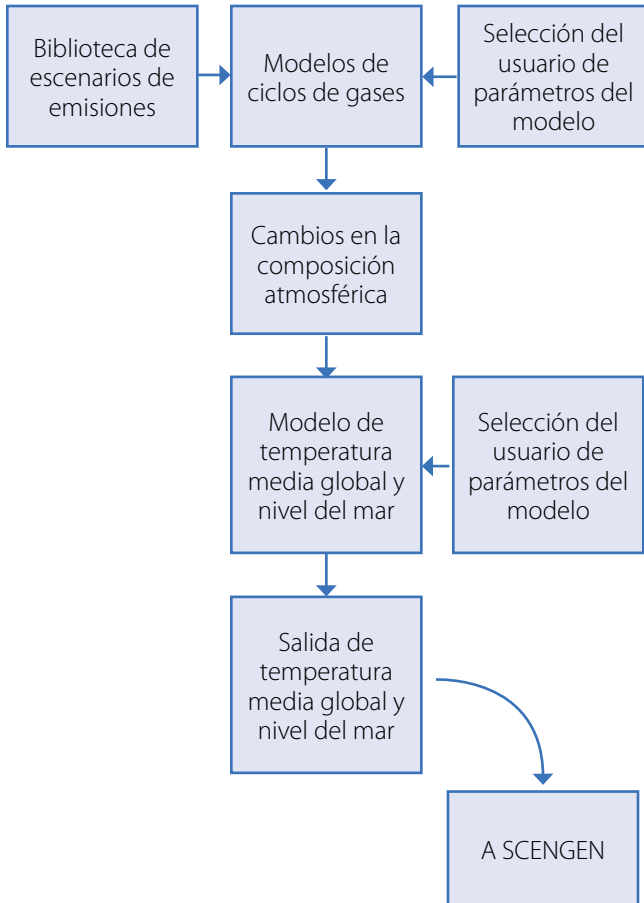 Biblioteca de
escenarios de
emisiones
Modelos de
ciclos de gases
Selección del
usuario de
parámetros del
modelo
Cambios en la
composición
atmosférica
Modelo de
temperatura
media global y
nivel del mar
Selección del
usuario de
parámetros del
modelo
Salida de
temperatura
media global y
nivel del mar
A SCENGEN